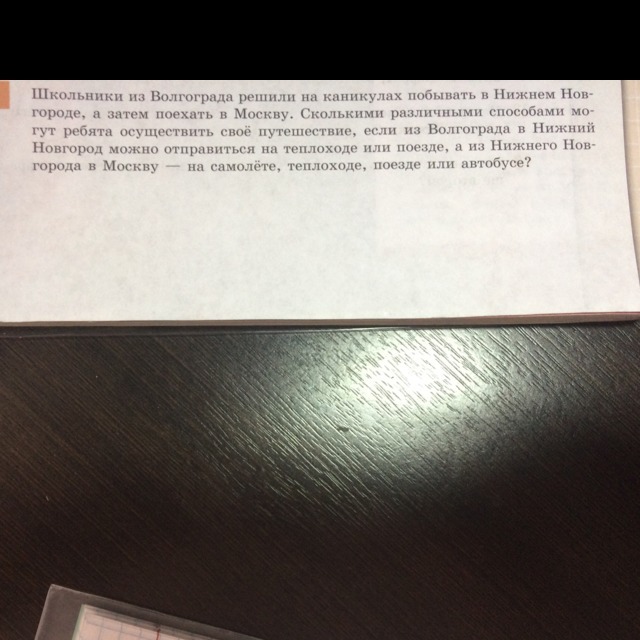 Школьники из Волгограда решили на каникулах побывать в Нижнем Нов-
городе, а затем поехать в Москву. Сколькими различными способами мо-
гут ребята осуществить своё путешествие, если из Волгограда в Нижний
Новгород можно отправиться на теплоходе или поезде, а из Нижнего Нов-
города в Москву — на самолёте, теплоходе, поезде или автобусе?